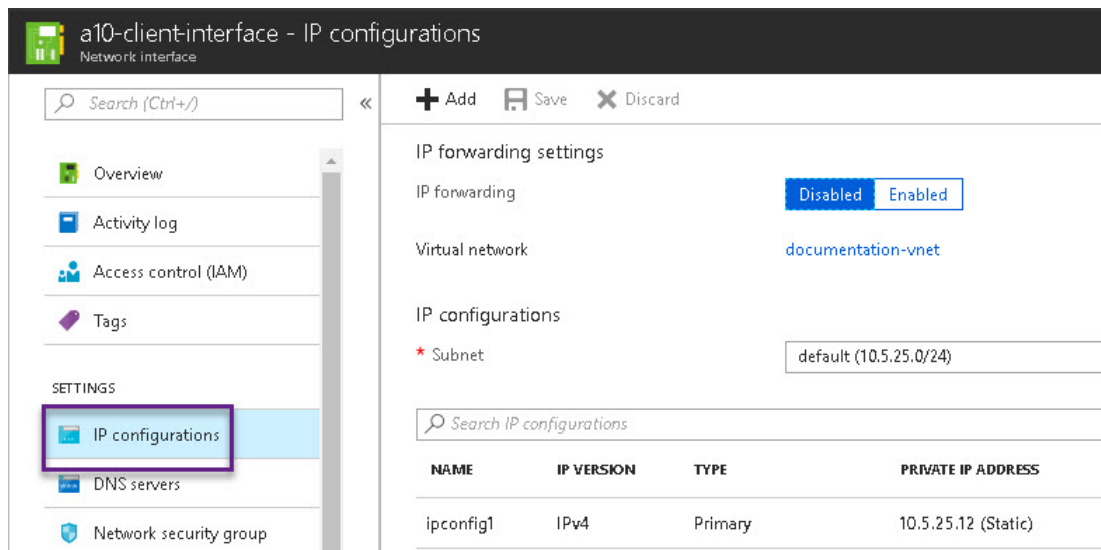 a10-client-interface - IP configurations
Network interface
Search (Ctrl+/)
«
Overview
Activity log
Access control (IAM)
Tags
SETTINGS
IP configurations
DNS servers
Network security group
Add Save Discard
IP forwarding settings
IP forwarding Disabled Enabled
Virtual network documentation-vnet
IP configurations
* Subnet default (10.5.25.0/24)
Search IP configurations
NAME IP VERSION TYPE PRIVATE IP ADDRESS
ipconfig1 IPv4 Primary 10.5.25.12 (Static)